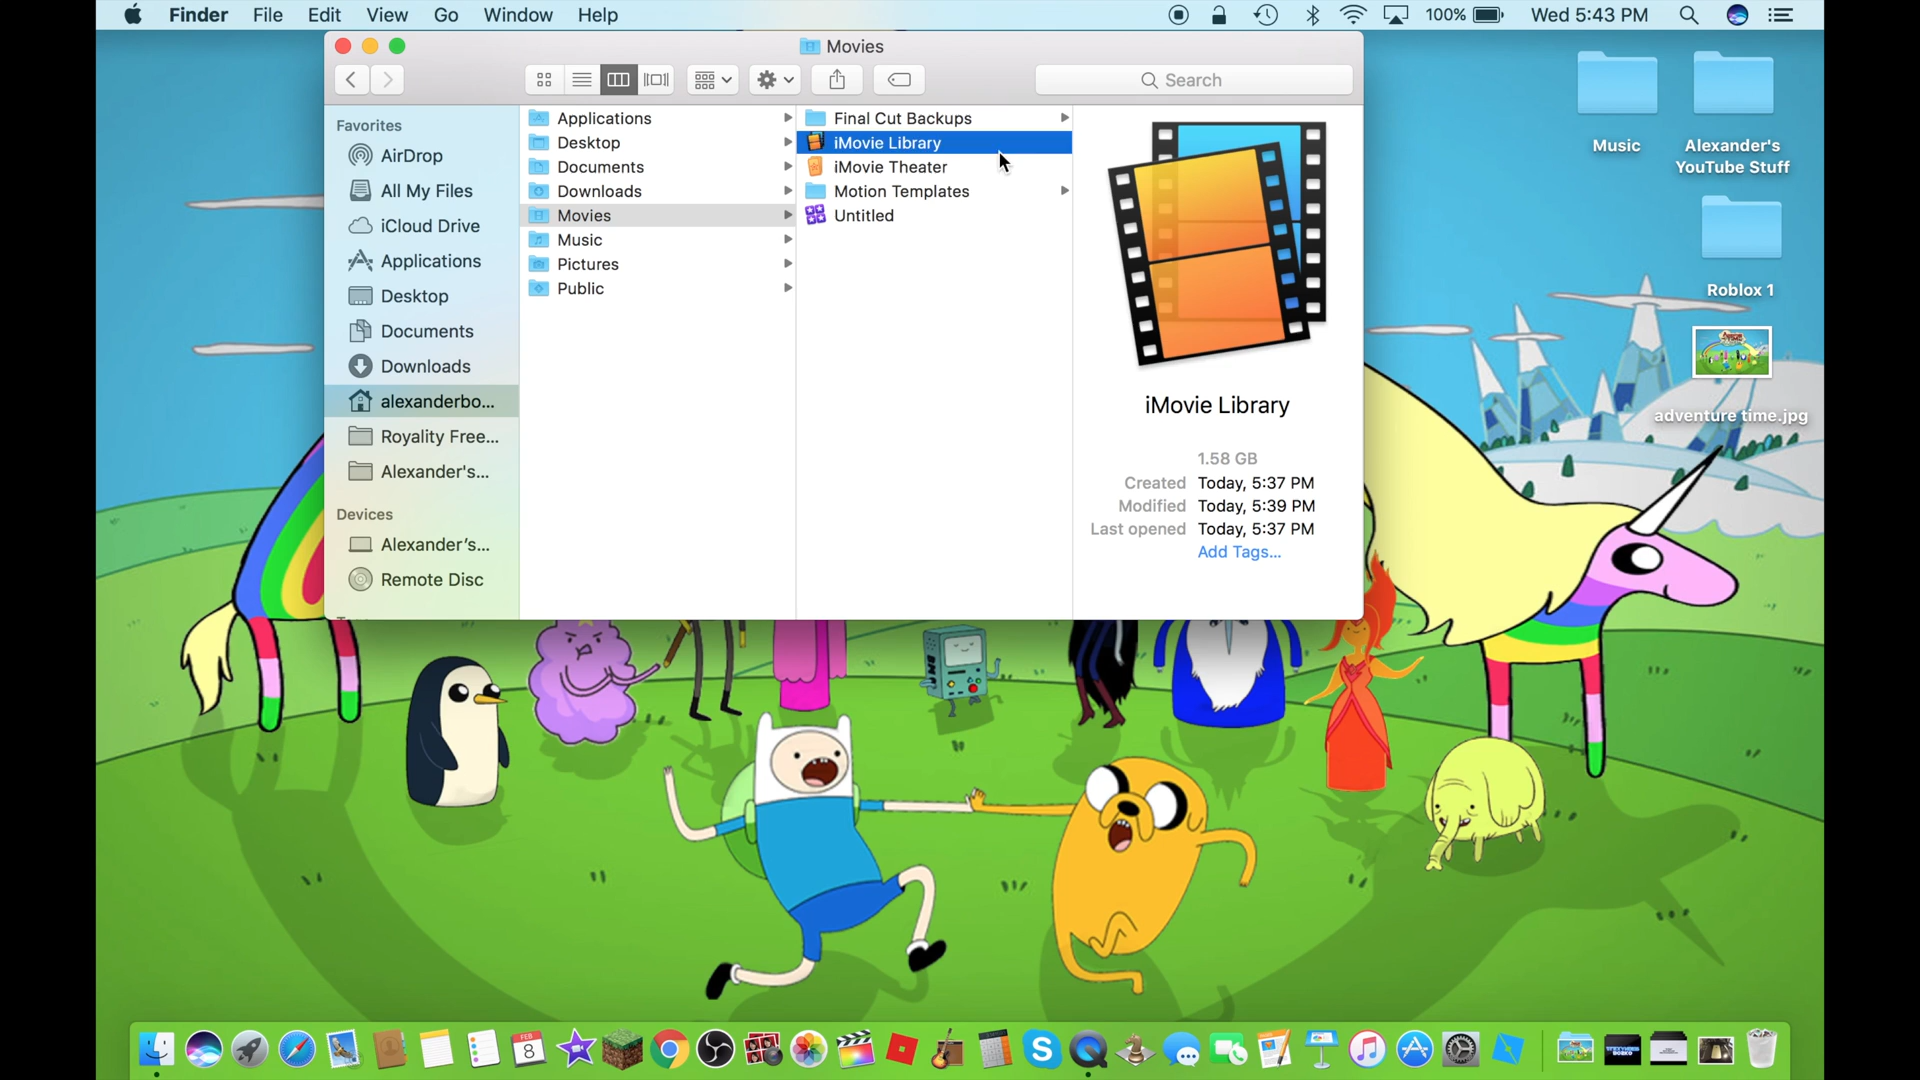 Finder File Edit View Go Window Help 100% Wed 5:43 PM
Movies
Search
Favorites
AirDrop
All My Files
iCloud Drive
Applications
Desktop
Documents
Downloads
alexanderbo...
Royality Free...
Alexander's...
Devices
Alexander's...
Remote Disc
Applications
Desktop
Documents
Downloads
Movies
Music
Pictures
Public
Final Cut Backups
iMovie Library
iMovie Theater
Motion Templates
Untitled
iMovie Library
1.58 GB
Created Today, 5:37 PM
Modified Today, 5:39 PM
Last opened Today, 5:37 PM
Add Tags...
Music
Alexander's
YouTube Stuff
Roblox 1
adventure time.jpg
BMO
FEB
8